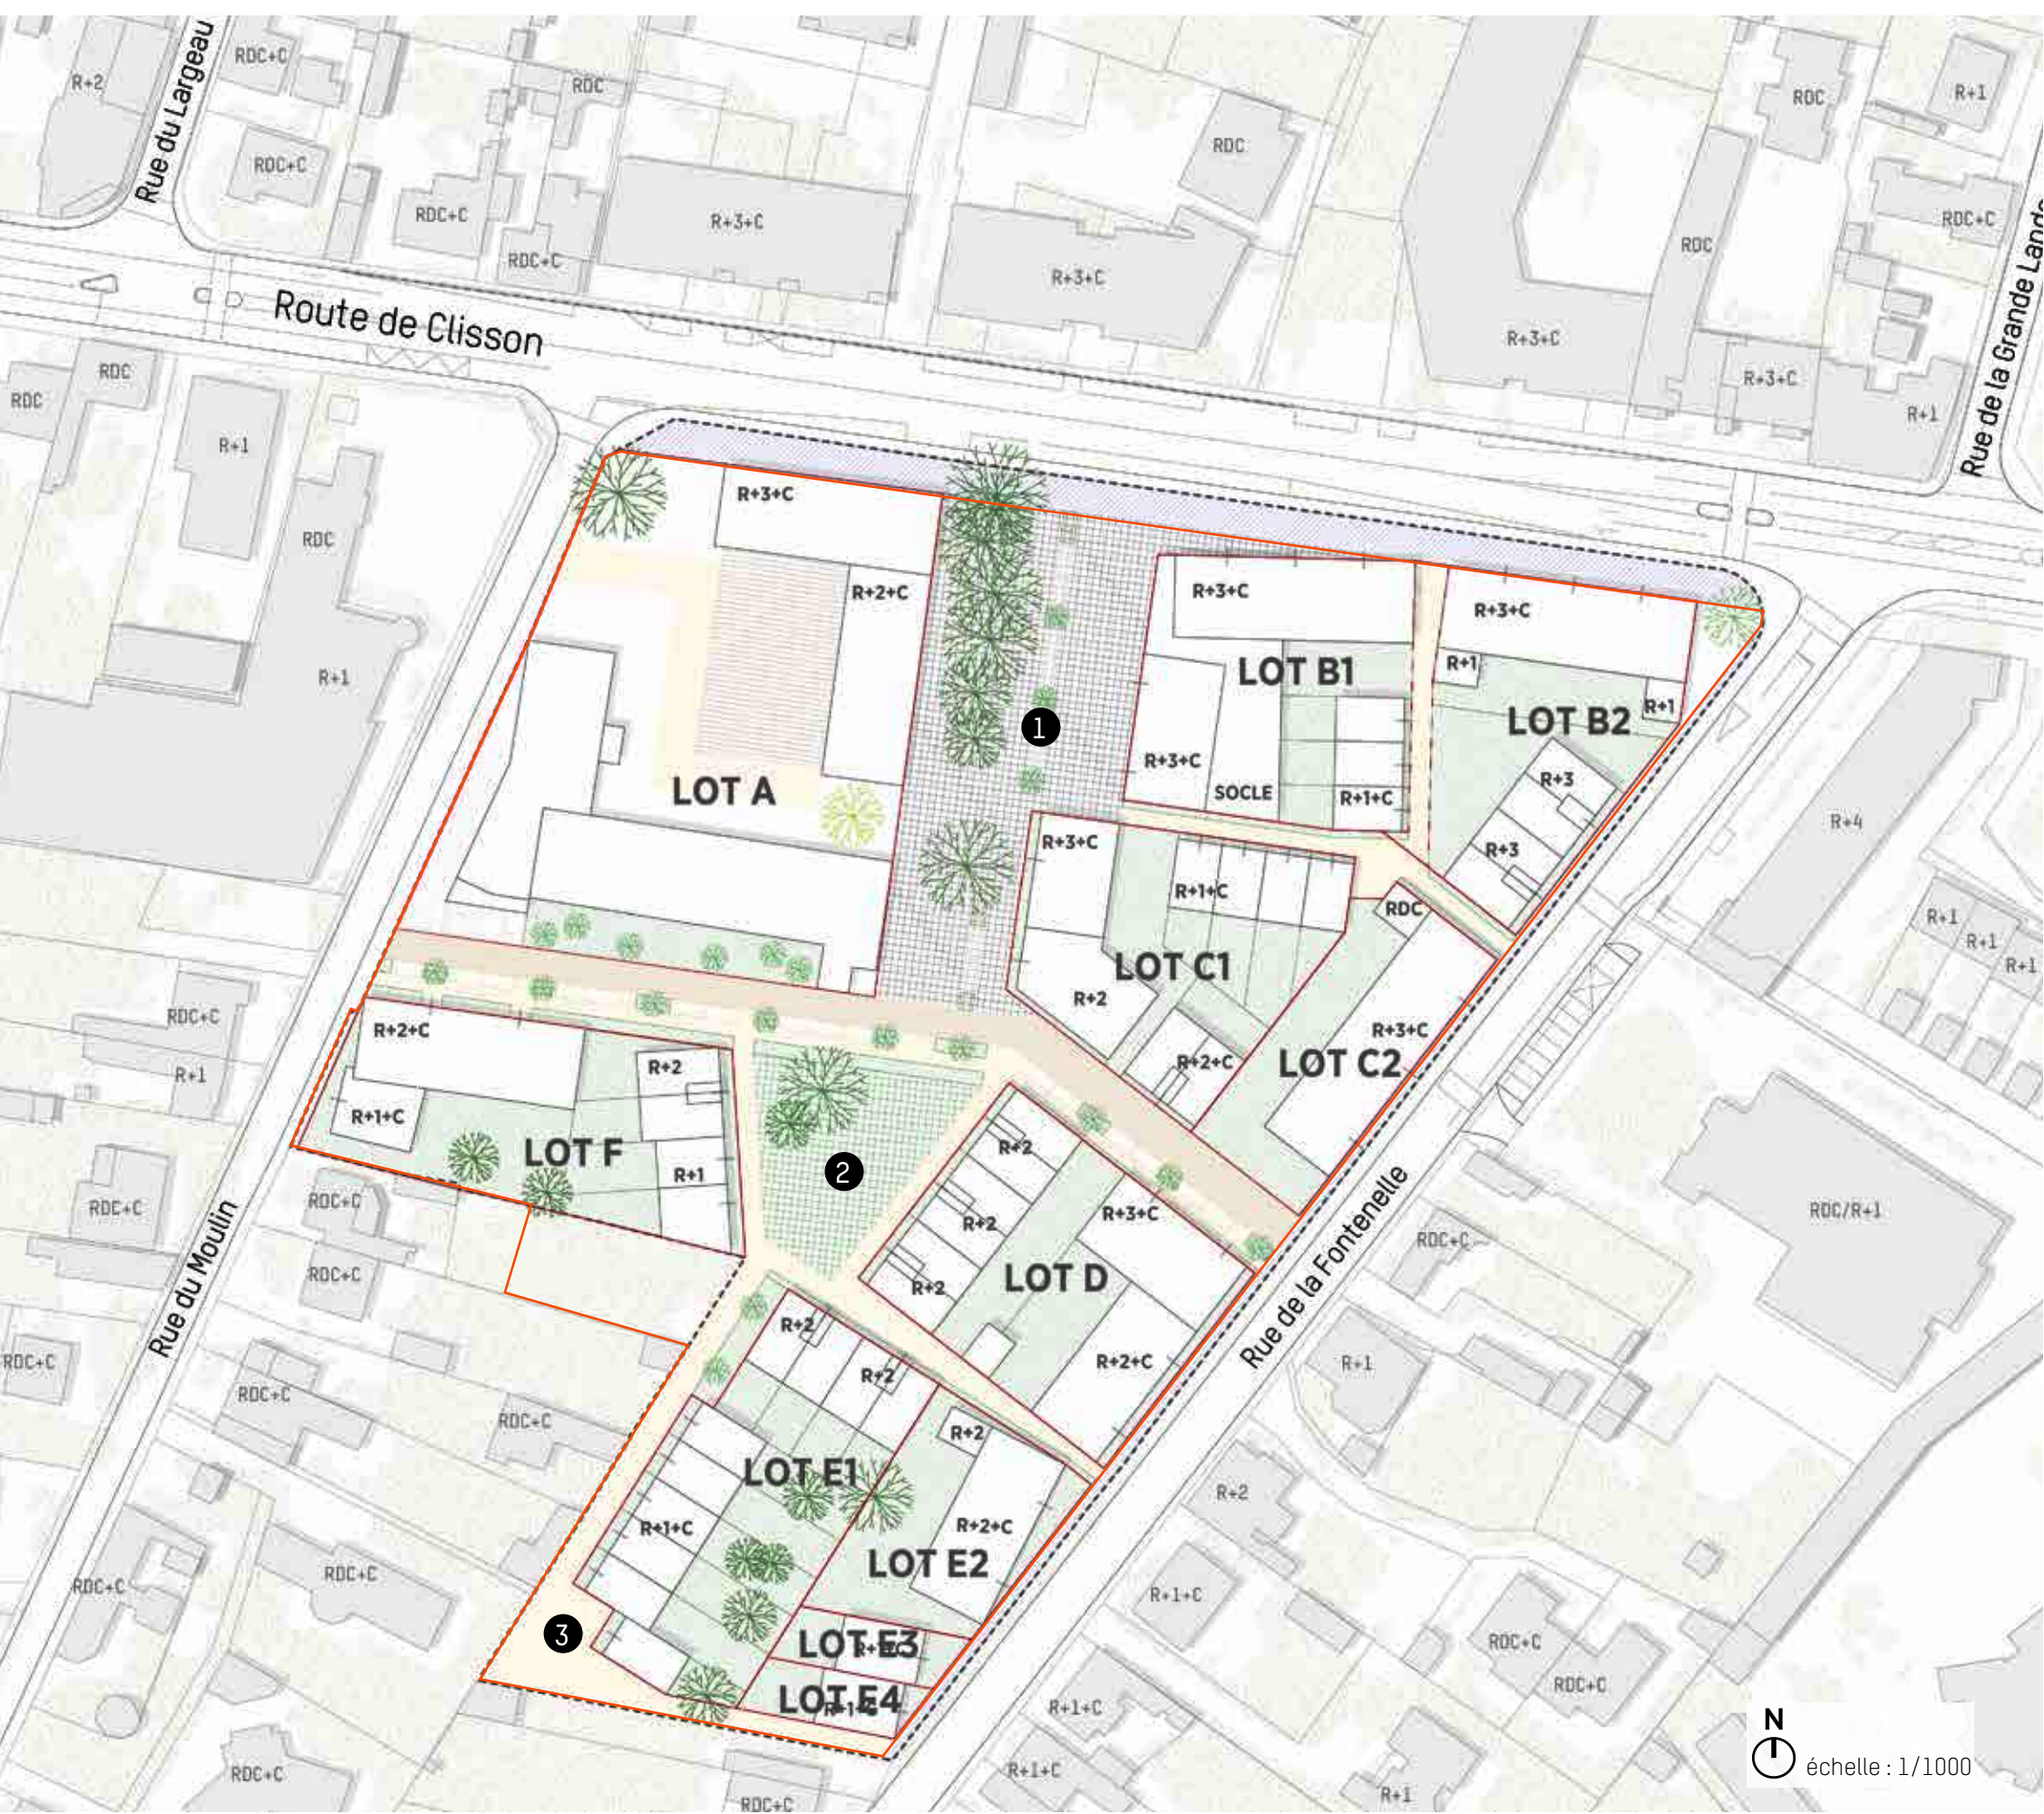 R+2
Rue du Largeau
RDC+C
RDC
RDC+C
RDC+C
RDC+C
R+3+C
RDC
R+3+C
RDC
R+1
RDC
RDC+C
R+3+C
R+3+C
R+1
Rue de la Grande Lande
Route de Clisson
RDC
RDC
R+1
RDC
R+1
R+3+C
R+2+C
LOT A
1
R+3+C
LOT B1
R+3+C
SOCLE
R+1+C
R+3+C
R+1
R+1
LOT B2
R+3
R+3
R+4
R+1
R+1
R+1
R+3+C
R+1+C
RDC
LOT C1
R+2
R+2+C
R+3+C
LOT C2
RDC+C
R+1
R+2+C
R+2
R+1+C
LOT F
R+1
2
RDC+C
RDC+C
RDC+C
Rue du Moulin
R+2
R+2
R+2
R+3+C
LOT D
R+2+C
Rue de la Fontenelle
RDC+C
RDC/R+1
R+1
RDC+C
RDC+C
RDC+C
R+2
R+2
R+2
LOT E1
R+1+C
R+2+C
LOT E2
R+2
R+1+C
RDC+C
RDC+C
3
LOT E3
LOT E4
R+1+C
RDC+C
RDC+C
R+1+C
RDC+C
RDC+C
R+1+C
R+1
N
échelle : 1/1000